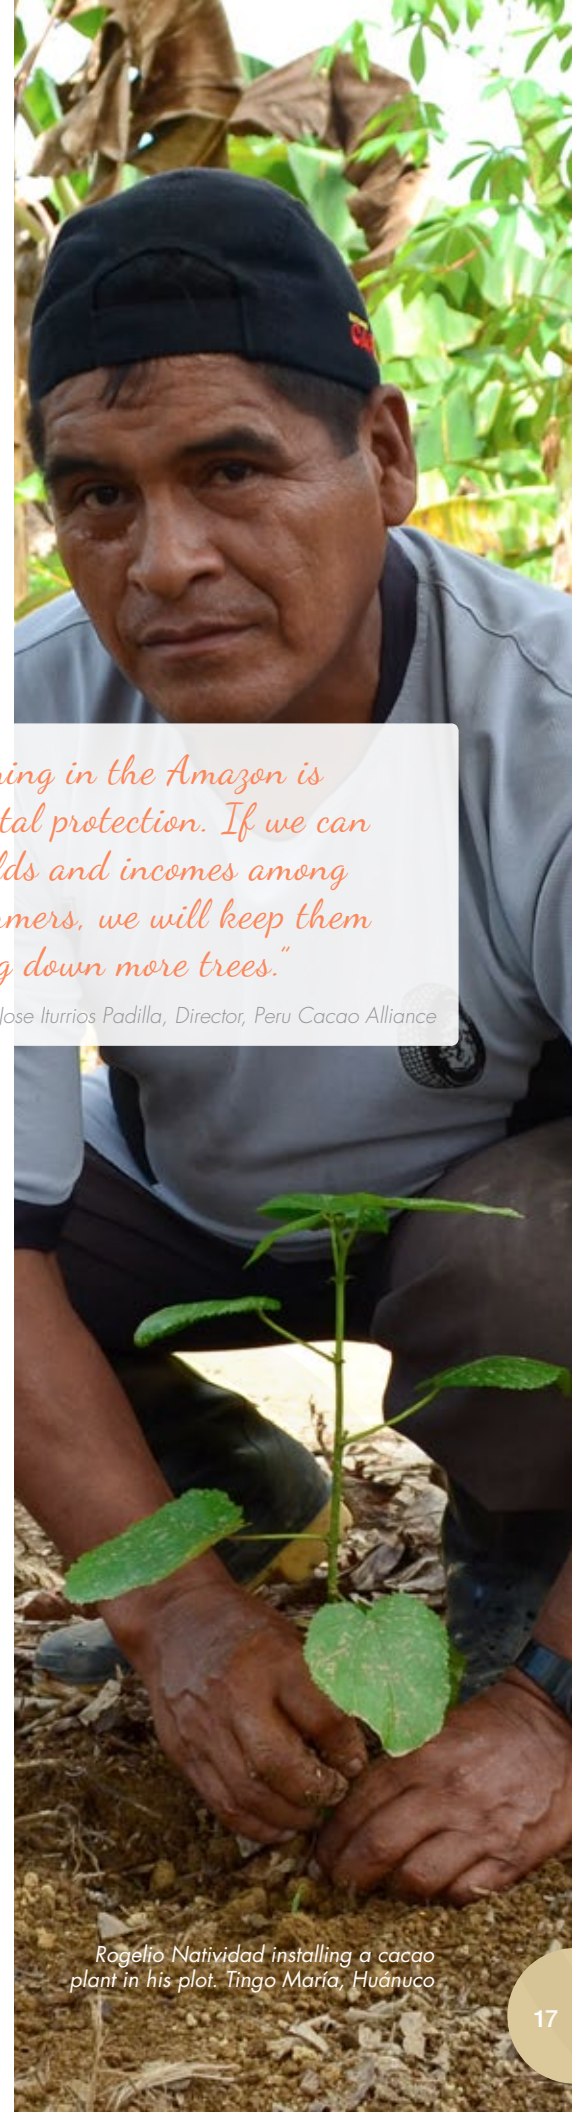 ing in the Amazon is
tal protection. If we can
lds and incomes among
mers, we will keep them
g down more trees.”
Jose Iturrios Padilla, Director, Peru Cacao Alliance
Rogelio Natividad installing a cacao
plant in his plot. Tingo María, Huánuco
17